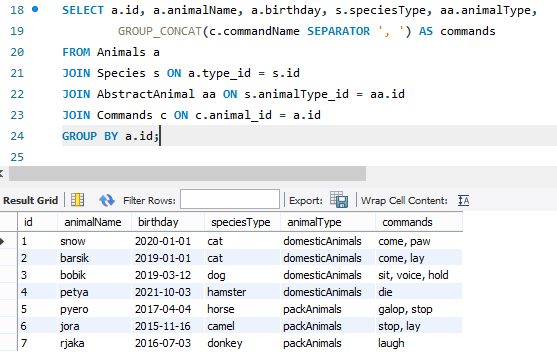 18 SELECT a.id, a.animalName, a.birthday, s.speciesType, aa.animalType,
19 GROUP_CONCAT(c.commandName SEPARATOR ', ') AS commands
20 FROM Animals a
21 JOIN Species s ON a.type_id = s.id
22 JOIN AbstractAnimal aa ON s.animalType_id = aa.id
23 JOIN Commands c ON c.animal_id = a.id
24 GROUP BY a.id;
25
Result Grid Filter Rows: Export: Wrap Cell Content:
id animalName birthday speciesType animalType commands
1 snow 2020-01-01 cat domesticAnimals come, paw
2 barsik 2019-01-01 cat domesticAnimals come, lay
3 bobik 2019-03-12 dog domesticAnimals sit, voice, hold
4 petya 2021-10-03 hamster domesticAnimals die
5 pyero 2017-04-04 horse packAnimals galop, stop
6 jora 2015-11-16 camel packAnimals stop, lay
7 rjaka 2016-07-03 donkey packAnimals laugh